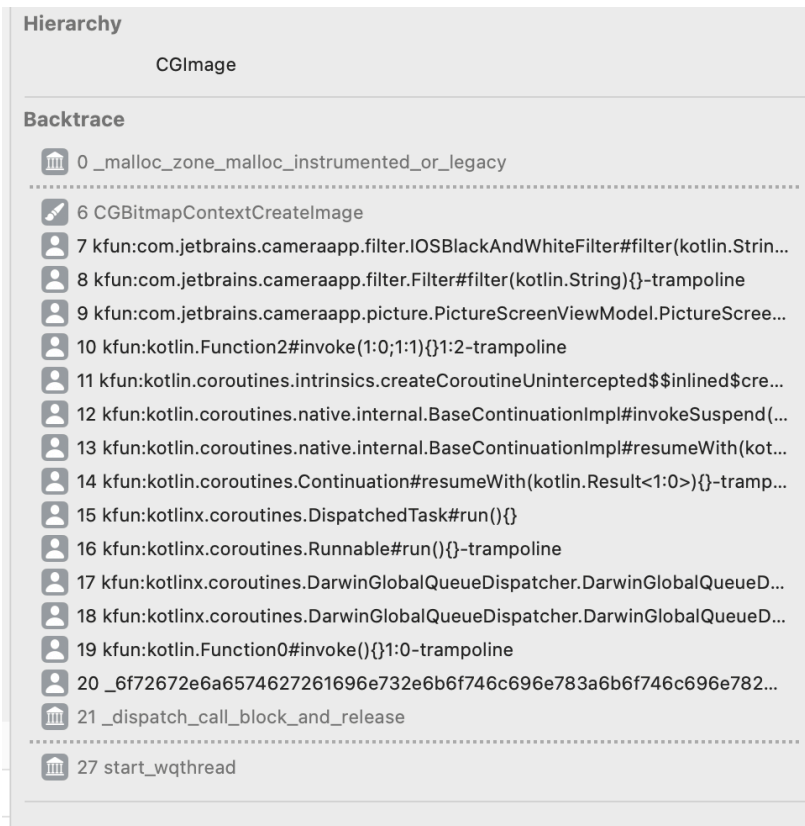 Hierarchy
CGImage
Backtrace
0 _malloc_zone_malloc_instrumented_or_legacy
6 CGBitmapContextCreateImage
7 kfun:com.jetbrains.cameraapp.filter.IOSBlackAndWhiteFilter#filter(kotlin.Strin...
8 kfun:com.jetbrains.cameraapp.filter.Filter#filter(kotlin.String){}-trampoline
9 kfun:com.jetbrains.cameraapp.picture.PictureScreenViewModel.PictureScree...
10 kfun:kotlin.Function2#invoke(1:0;1:1){}1:2-trampoline
11 kfun:kotlin.coroutines.intrinsics.createCoroutineUnintercepted$$inlined$cre...
12 kfun:kotlin.coroutines.native.internal.BaseContinuationImpl#invokeSuspend(...
13 kfun:kotlin.coroutines.native.internal.BaseContinuationImpl#resumeWith(kot...
14 kfun:kotlin.coroutines.Continuation#resumeWith(kotlin.Result<1:0>){}-tramp...
15 kfun:kotlinx.coroutines.DispatchedTask#run(){}
16 kfun:kotlinx.coroutines.Runnable#run(){}-trampoline
17 kfun:kotlinx.coroutines.DarwinGlobalQueueDispatcher.DarwinGlobalQueueD...
18 kfun:kotlinx.coroutines.DarwinGlobalQueueDispatcher.DarwinGlobalQueueD...
19 kfun:kotlin.Function0#invoke(){}1:0-trampoline
20 _6f72672e6a6574627261696e732e6b6f746c696e783a6b6f746c696e782...
21 _dispatch_call_block_and_release
27 start_wqthread